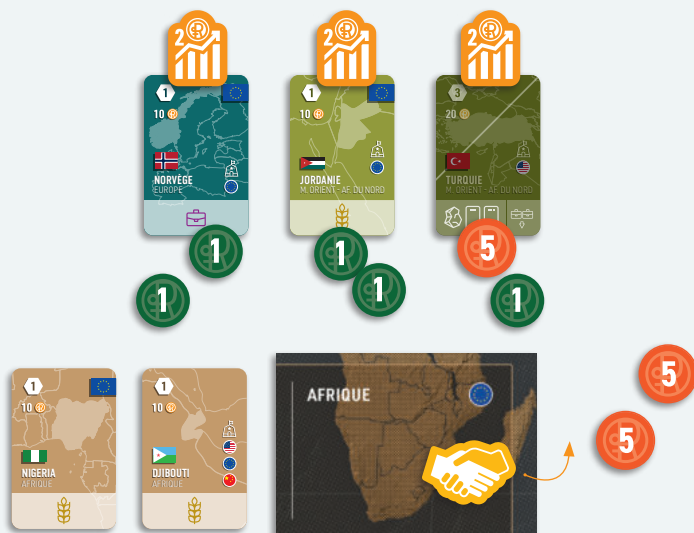 2
2
2
1
1
3
10
10
20
NORVÈGE
EUROPE
JORDANIE
M. ORIENT - AF. DU NORD
TURQUIE
M. ORIENT - AF. DU NORD
1
1
5
1
1
1
1
1
10
10
AFRIQUE
5
5
NIGERIA
AFRIQUE
DJIBOUTI
AFRIQUE